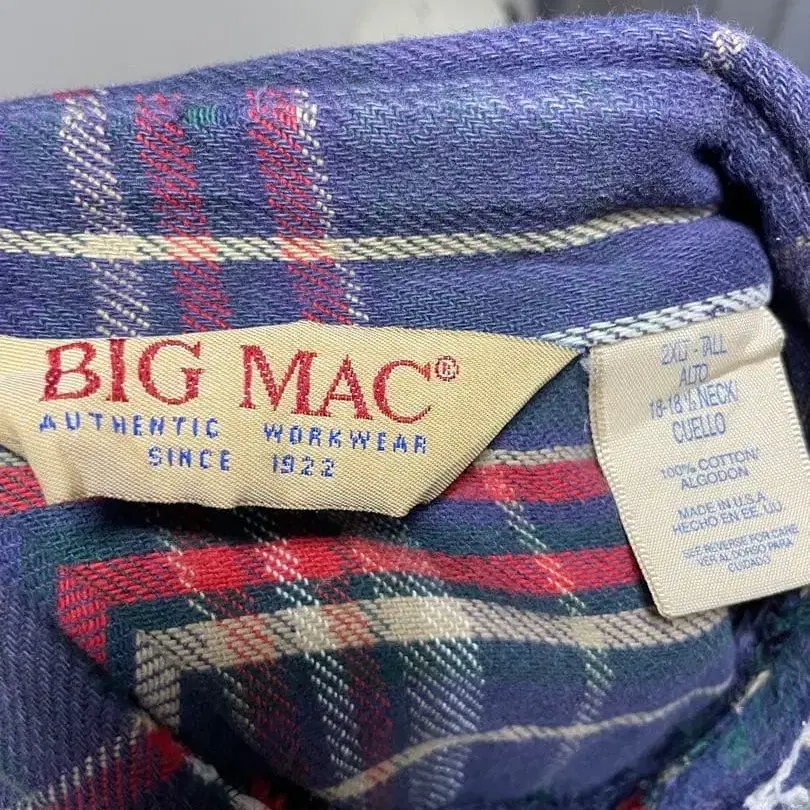 BIG MAC®
AUTHENTIC WORKWEAR
SINCE 1922
2XLT - TALL
ALTO
18-18 ½ NECK/
CUELLO
100% COTTON/
ALGODON
MADE IN U.S.A
HECHO EN EE. UU.
SEE REVERSE FOR CARE
VER AL DORSO PARA
CUIDADO